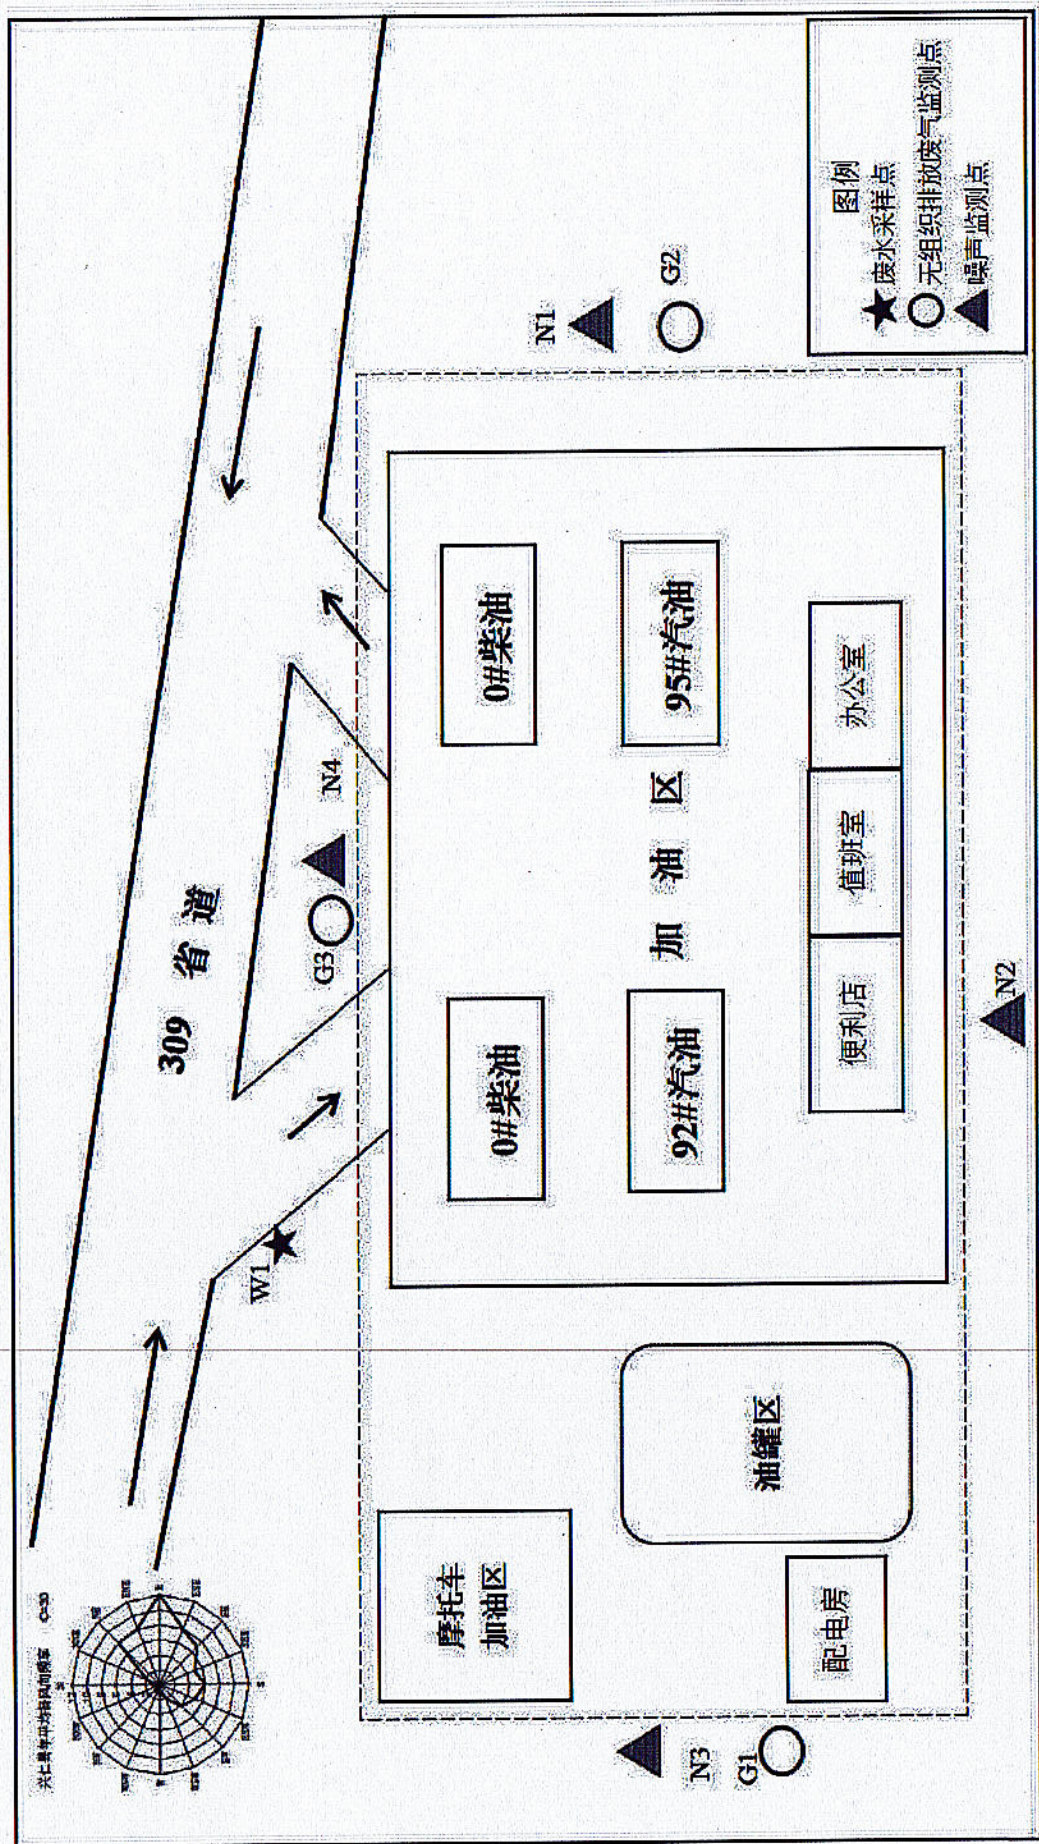 309 省 道
W1
G3
N4
N1
G2
0#柴油
0#柴油
92#汽油
95#汽油
加 油 区
便利店
值班室
办公室
摩托车
加油区
油罐区
配电房
N3
G1
N2
图例
废水采样点
无组织排放废气监测点
噪声监测点